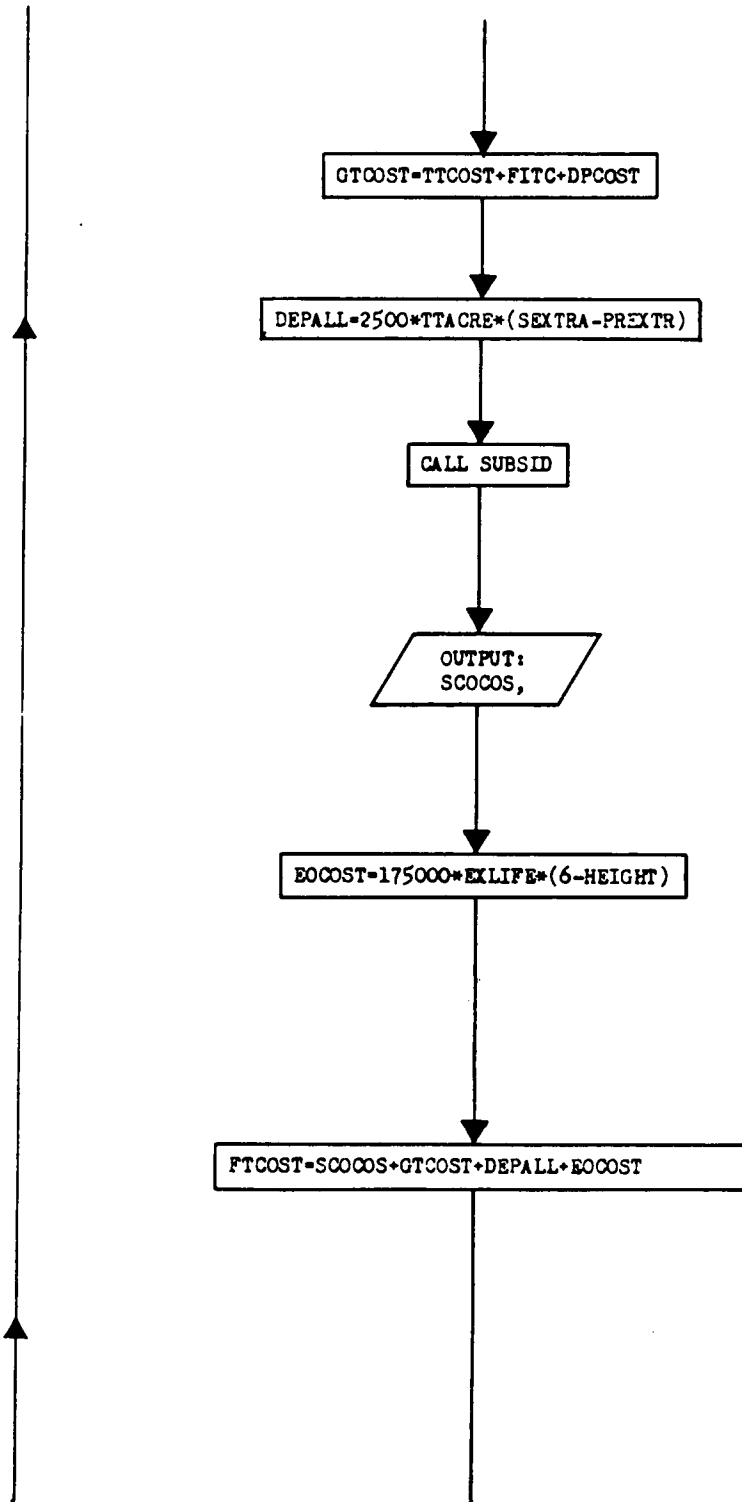 GTCOST=TTCOST+FITC+DPCOST
DEPALL=2500*TTACRE*(SEXTRA-PREXTR)
CALL SUBSID
OUTPUT:
SCOCOS,
EOCOST=175000*EXLIFE*(6-HEIGHT)
FTCOST=SCOCOS+GTCOST+DEPALL+EOCOST